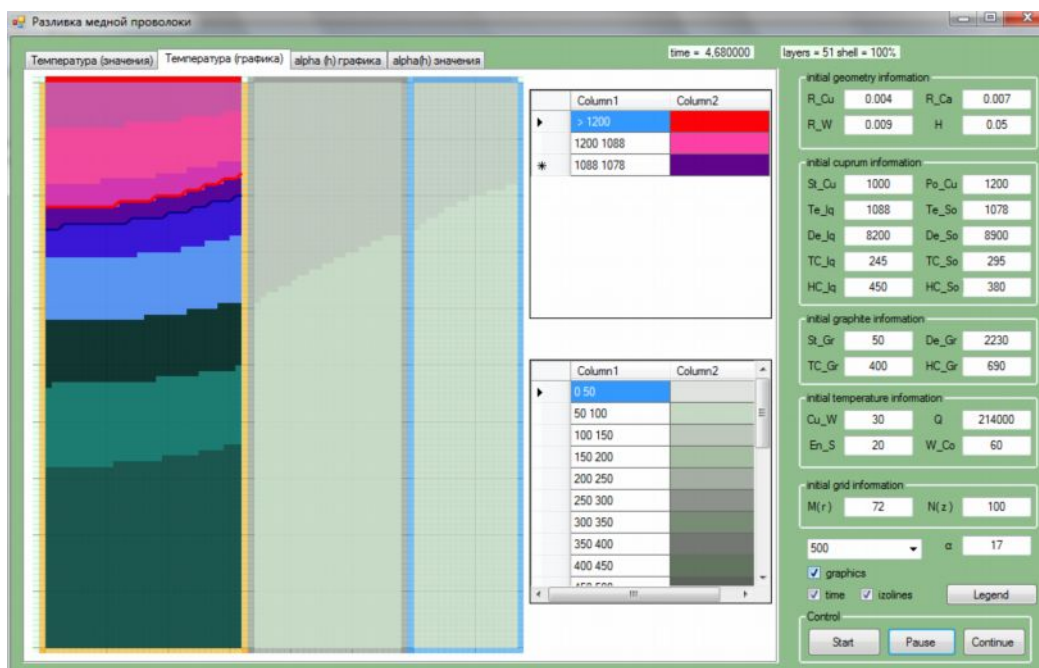 Разливка медной проволоки
Температура (значения) Температура (графика) alpha (h) графика alpha(h) значения
time = 4,680000
layers = 51 shell = 100%
Column1 Column2
> 1200
1200 1088
1088 1078
Column1 Column2
0 50
50 100
100 150
150 200
200 250
250 300
300 350
350 400
400 450
450 500
initial geometry information
R_Cu 0.004 R_Ca 0.007
R_W 0.009 H 0.05
initial cuprum information
St_Cu 1000 Po_Cu 1200
Te_lq 1088 Te_So 1078
De_lq 8200 De_So 8900
TC_lq 245 TC_So 295
HC_lq 450 HC_So 380
initial graphite information
St_Gr 50 De_Gr 2230
TC_Gr 400 HC_Gr 690
initial temperature information
Cu_W 30 Q 214000
En_S 20 W_Co 60
initial grid information
M(r) 72 N(z) 100
500 α 17
graphics
time izolines Legend
Control
Start Pause Continue